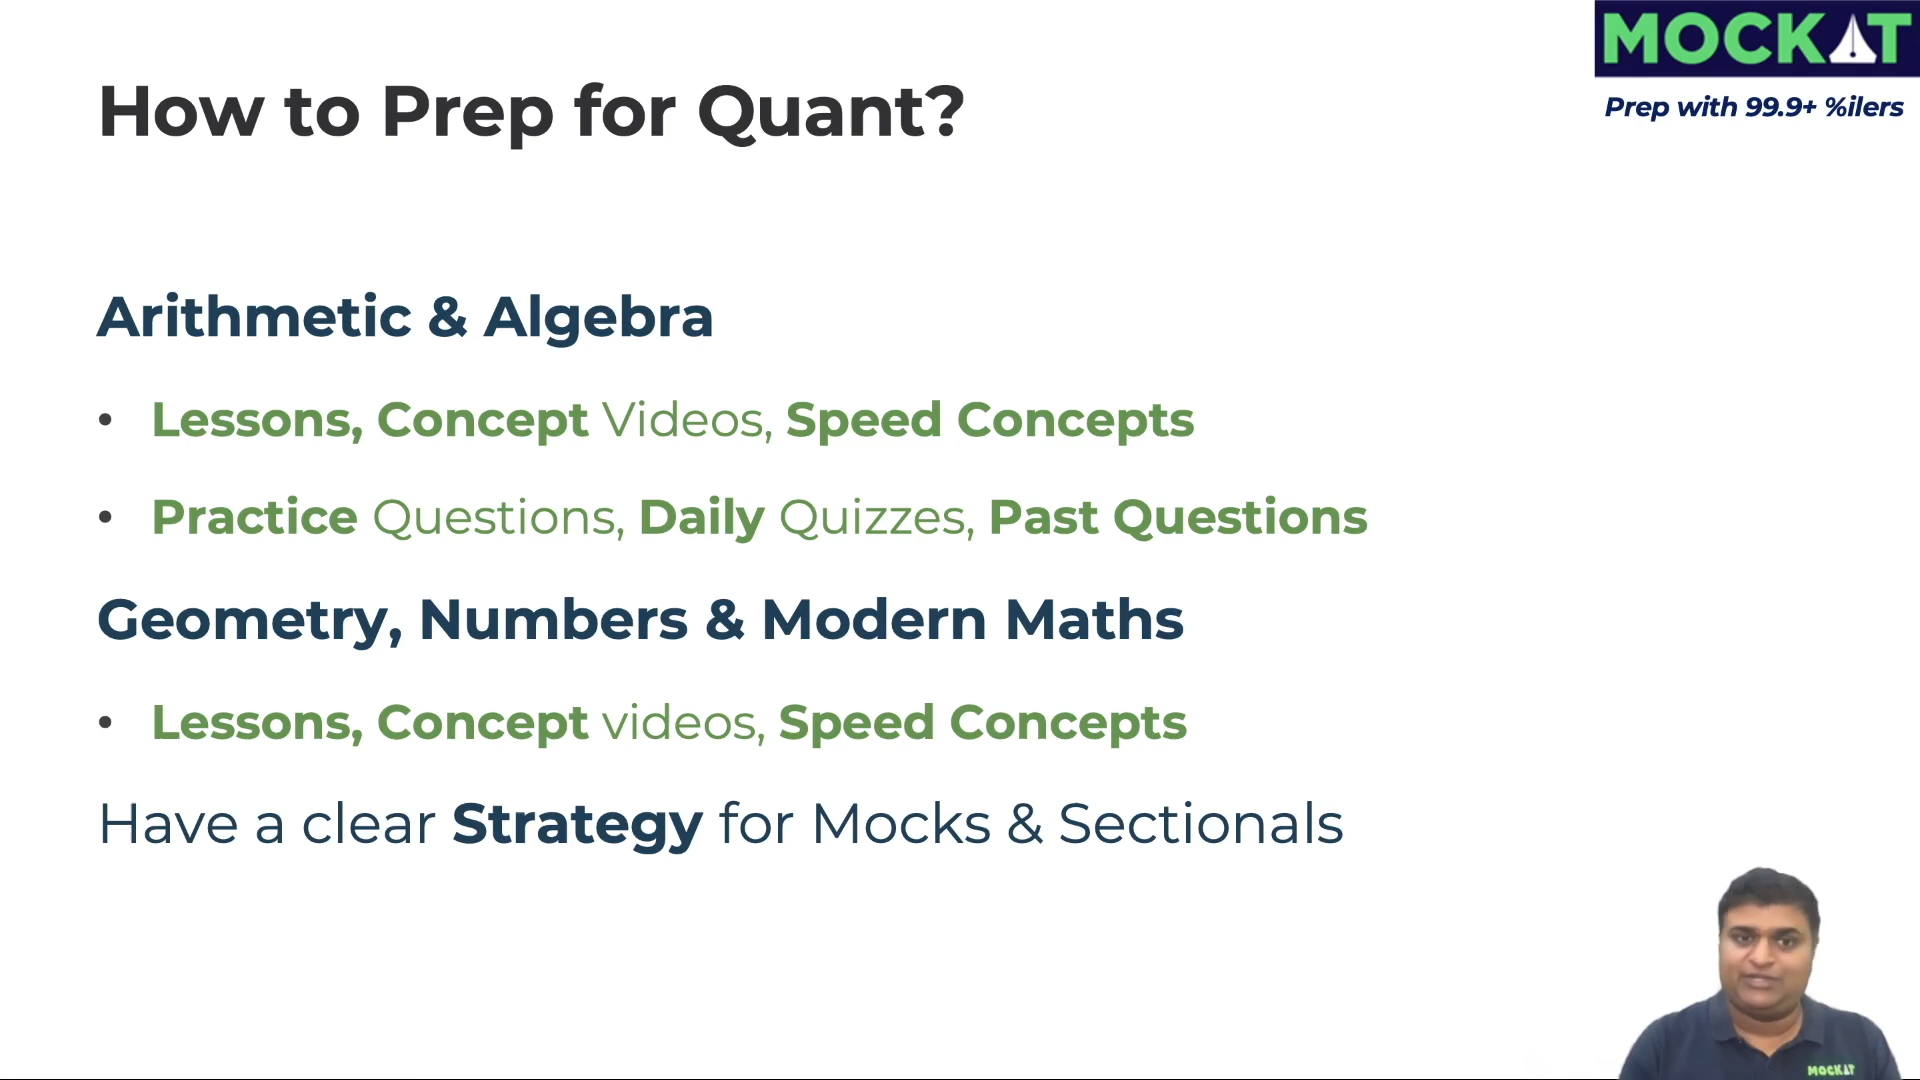 MOCKAT
Prep with 99.9+ %ilers
How to Prep for Quant?
Arithmetic & Algebra
• Lessons, Concept Videos, Speed Concepts
• Practice Questions, Daily Quizzes, Past Questions
Geometry, Numbers & Modern Maths
• Lessons, Concept videos, Speed Concepts
Have a clear Strategy for Mocks & Sectionals
MOCKAT